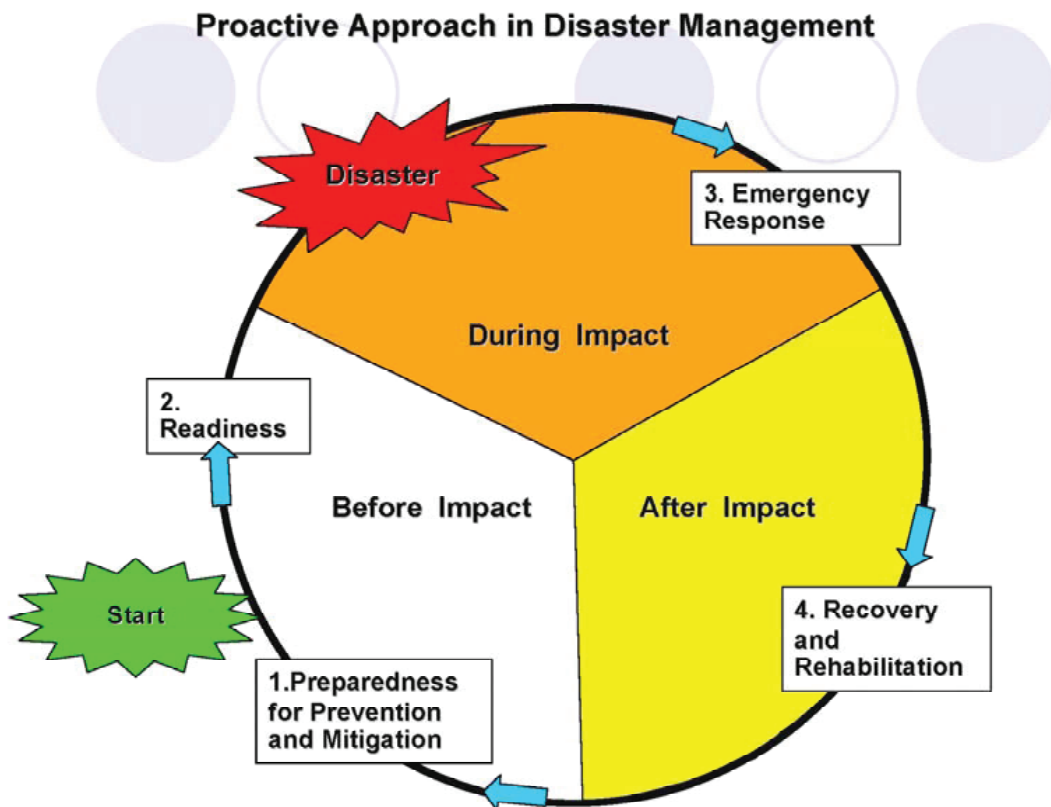 Proactive Approach in Disaster Management
Disaster
3. Emergency
Response
During Impact
2.
Readiness
Before Impact
After Impact
Start
1.Preparedness
for Prevention
and Mitigation
4. Recovery
and
Rehabilitation